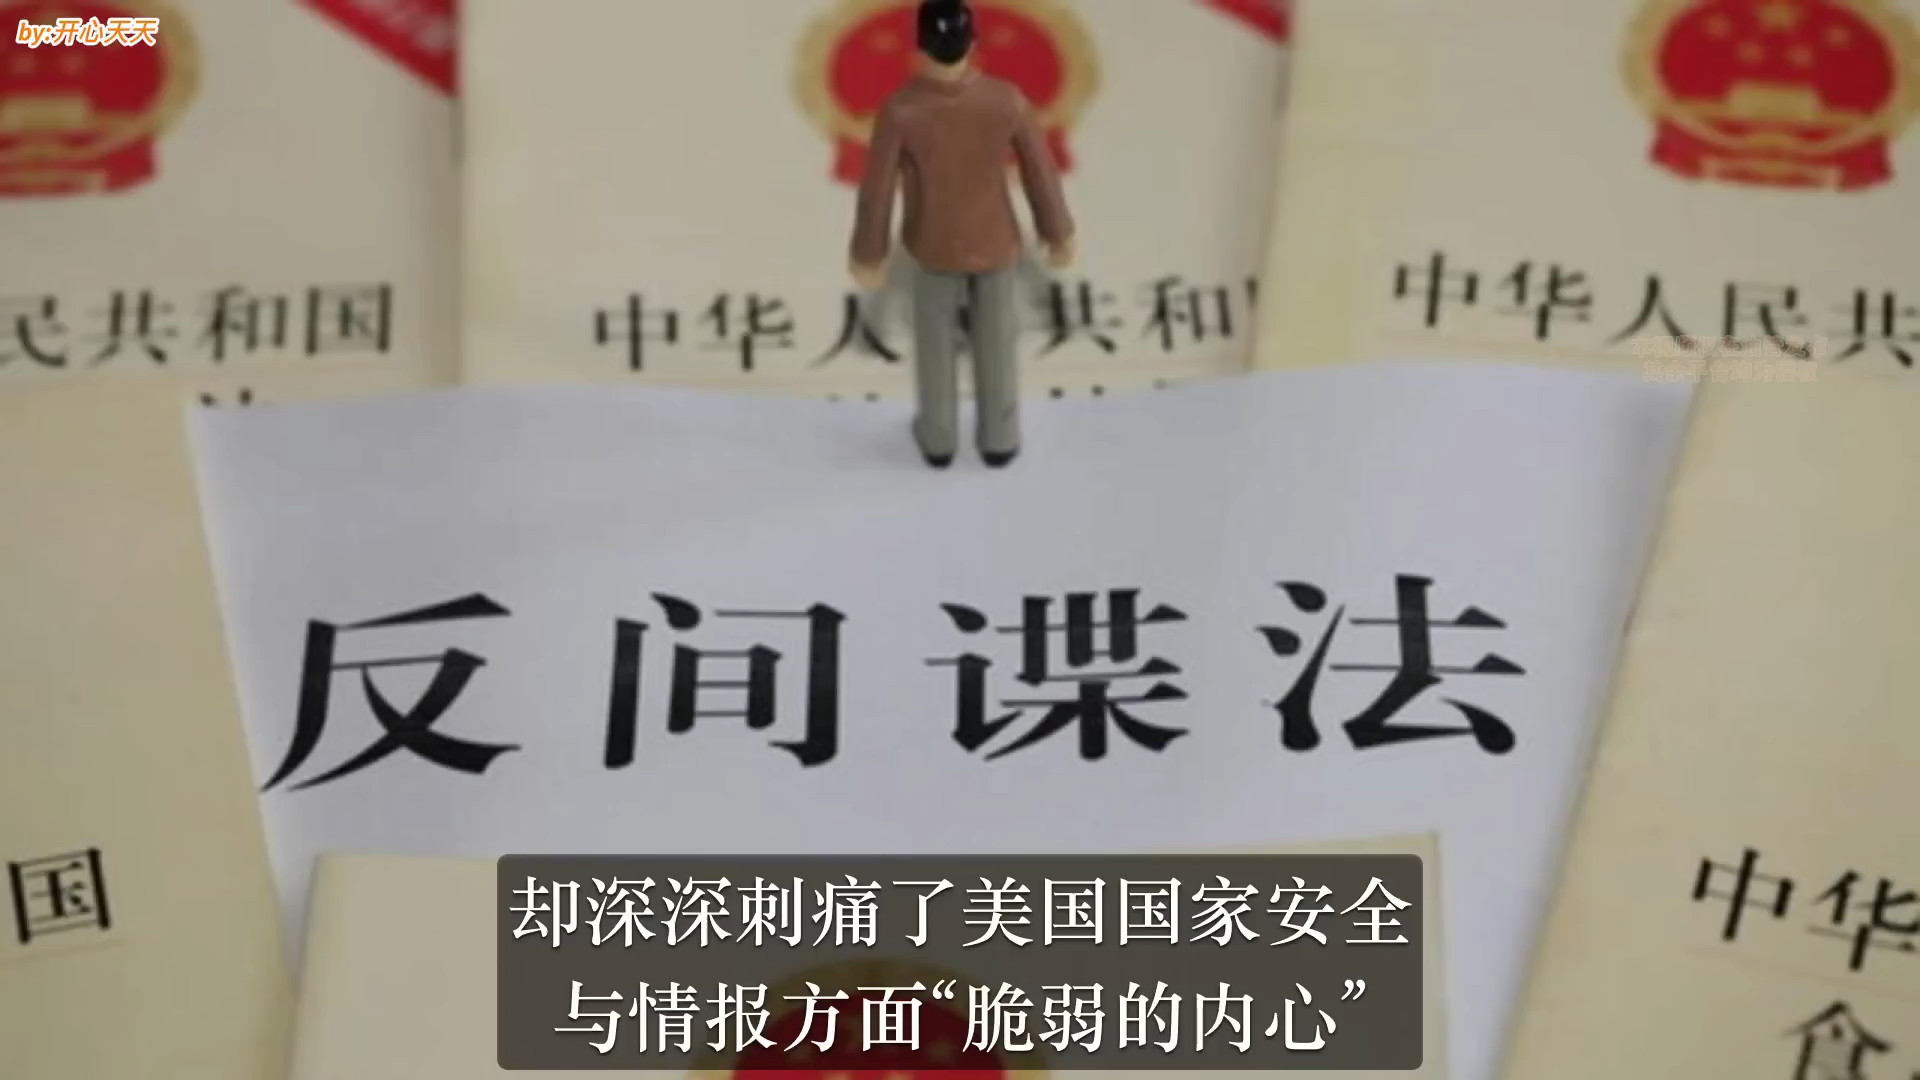 by:开心天天
民共和国
中华人 共和
中华人民共
反间谍法
国
中华
食
却深深刺痛了美国国家安全
与情报方面“脆弱的内心”